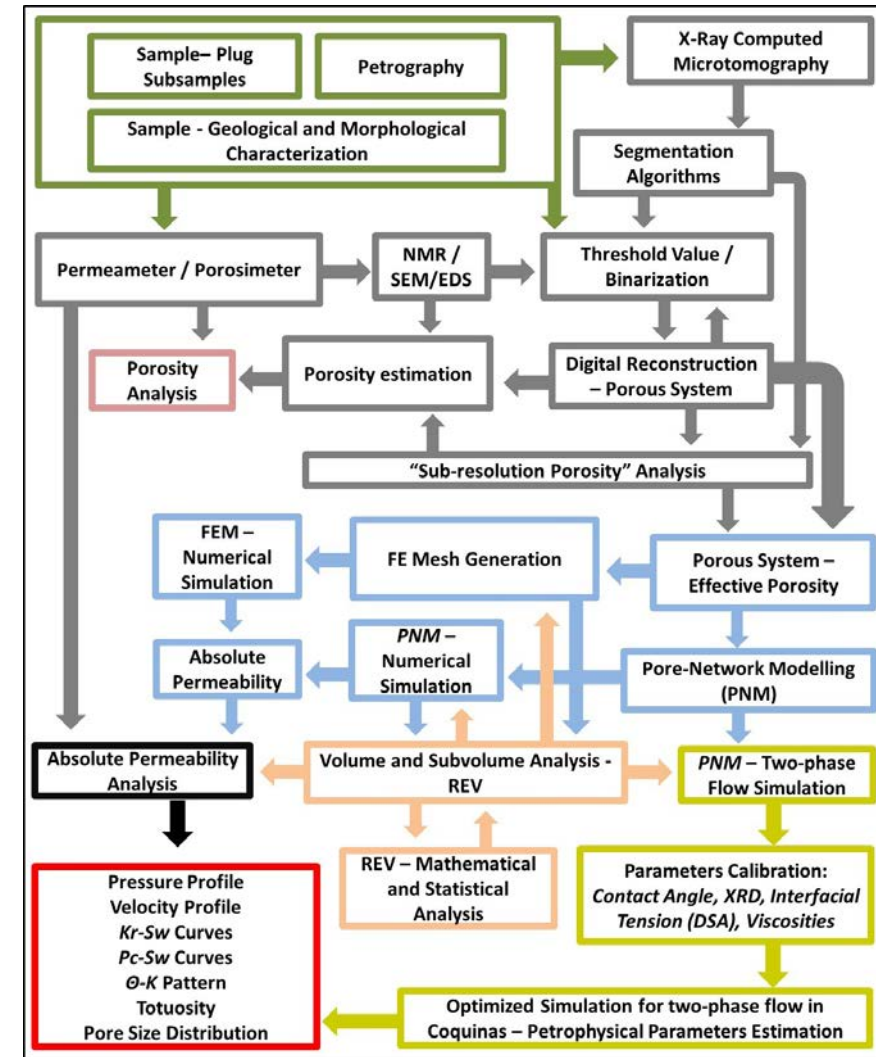 Sample– Plug
Subsamples
Petrography
X-Ray Computed
Microtomography
Sample - Geological and Morphological
Characterization
Segmentation
Algorithms
Permeameter / Porosimeter
NMR /
SEM/EDS
Threshold Value /
Binarization
Porosity
Analysis
Porosity estimation
Digital Reconstruction
– Porous System
“Sub-resolution Porosity” Analysis
FEM –
Numerical
Simulation
FE Mesh Generation
Porous System –
Effective Porosity
Absolute
Permeability
PNM –
Numerical
Simulation
Pore-Network Modelling
(PNM)
Absolute Permeability
Analysis
Volume and Subvolume Analysis -
REV
PNM – Two-phase
Flow Simulation
REV – Mathematical
and Statistical
Analysis
Parameters Calibration:
Contact Angle, XRD, Interfacial
Tension (DSA), Viscosities
Pressure Profile
Velocity Profile
Kr-Sw Curves
Pc-Sw Curves
Θ-K Pattern
Totuosity
Pore Size Distribution
Optimized Simulation for two-phase flow in
Coquinas – Petrophysical Parameters Estimation